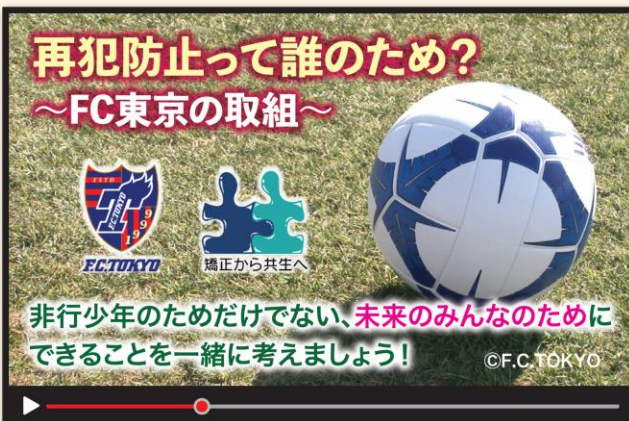 再犯防止って誰のため？
～FC東京の取組～
ESTD
F.C.TOKYO
1999
F.C.TOKYO
矯正から共生へ
非行少年のためだけでない、未来のみんなのために
できることを一緒に考えましょう！
©F.C.TOKYO